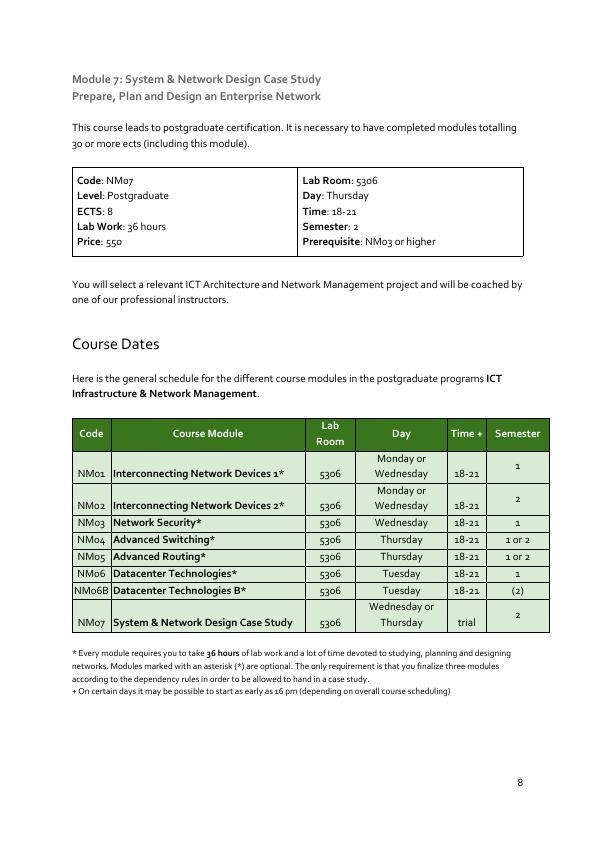 Module 7: System & Network Design Case Study
Prepare, Plan and Design an Enterprise Network
This course leads to postgraduate certification. It is necessary to have completed modules totalling
30 or more ects (including this module).
Code: NM07
Level: Postgraduate
ECTS: 8
Lab Work: 36 hours
Price: 550
Lab Room: 5306
Day: Thursday
Time: 18-21
Semester: 2
Prerequisite: NM03 or higher
You will select a relevant ICT Architecture and Network Management project and will be coached by
one of our professional instructors.
Course Dates
Here is the general schedule for the different course modules in the postgraduate programs ICT
Infrastructure & Network Management.
Code Course Module Lab Room Day Time + Semester
NM01 Interconnecting Network Devices 1* 5306 Monday or Wednesday 18-21 1
NM02 Interconnecting Network Devices 2* 5306 Monday or Wednesday 18-21 2
NM03 Network Security* 5306 Wednesday 18-21 1
NM04 Advanced Switching* 5306 Thursday 18-21 1 or 2
NM05 Advanced Routing* 5306 Thursday 18-21 1 or 2
NM06 Datacenter Technologies* 5306 Tuesday 18-21 1
NM06B Datacenter Technologies B* 5306 Tuesday 18-21 (2)
NM07 System & Network Design Case Study 5306 Wednesday or Thursday trial 2
* Every module requires you to take 36 hours of lab work and a lot of time devoted to studying, planning and designing
networks. Modules marked with an asterisk (*) are optional. The only requirement is that you finalize three modules
according to the dependency rules in order to be allowed to hand in a case study.
+ On certain days it may be possible to start as early as 16 pm (depending on overall course scheduling)
8